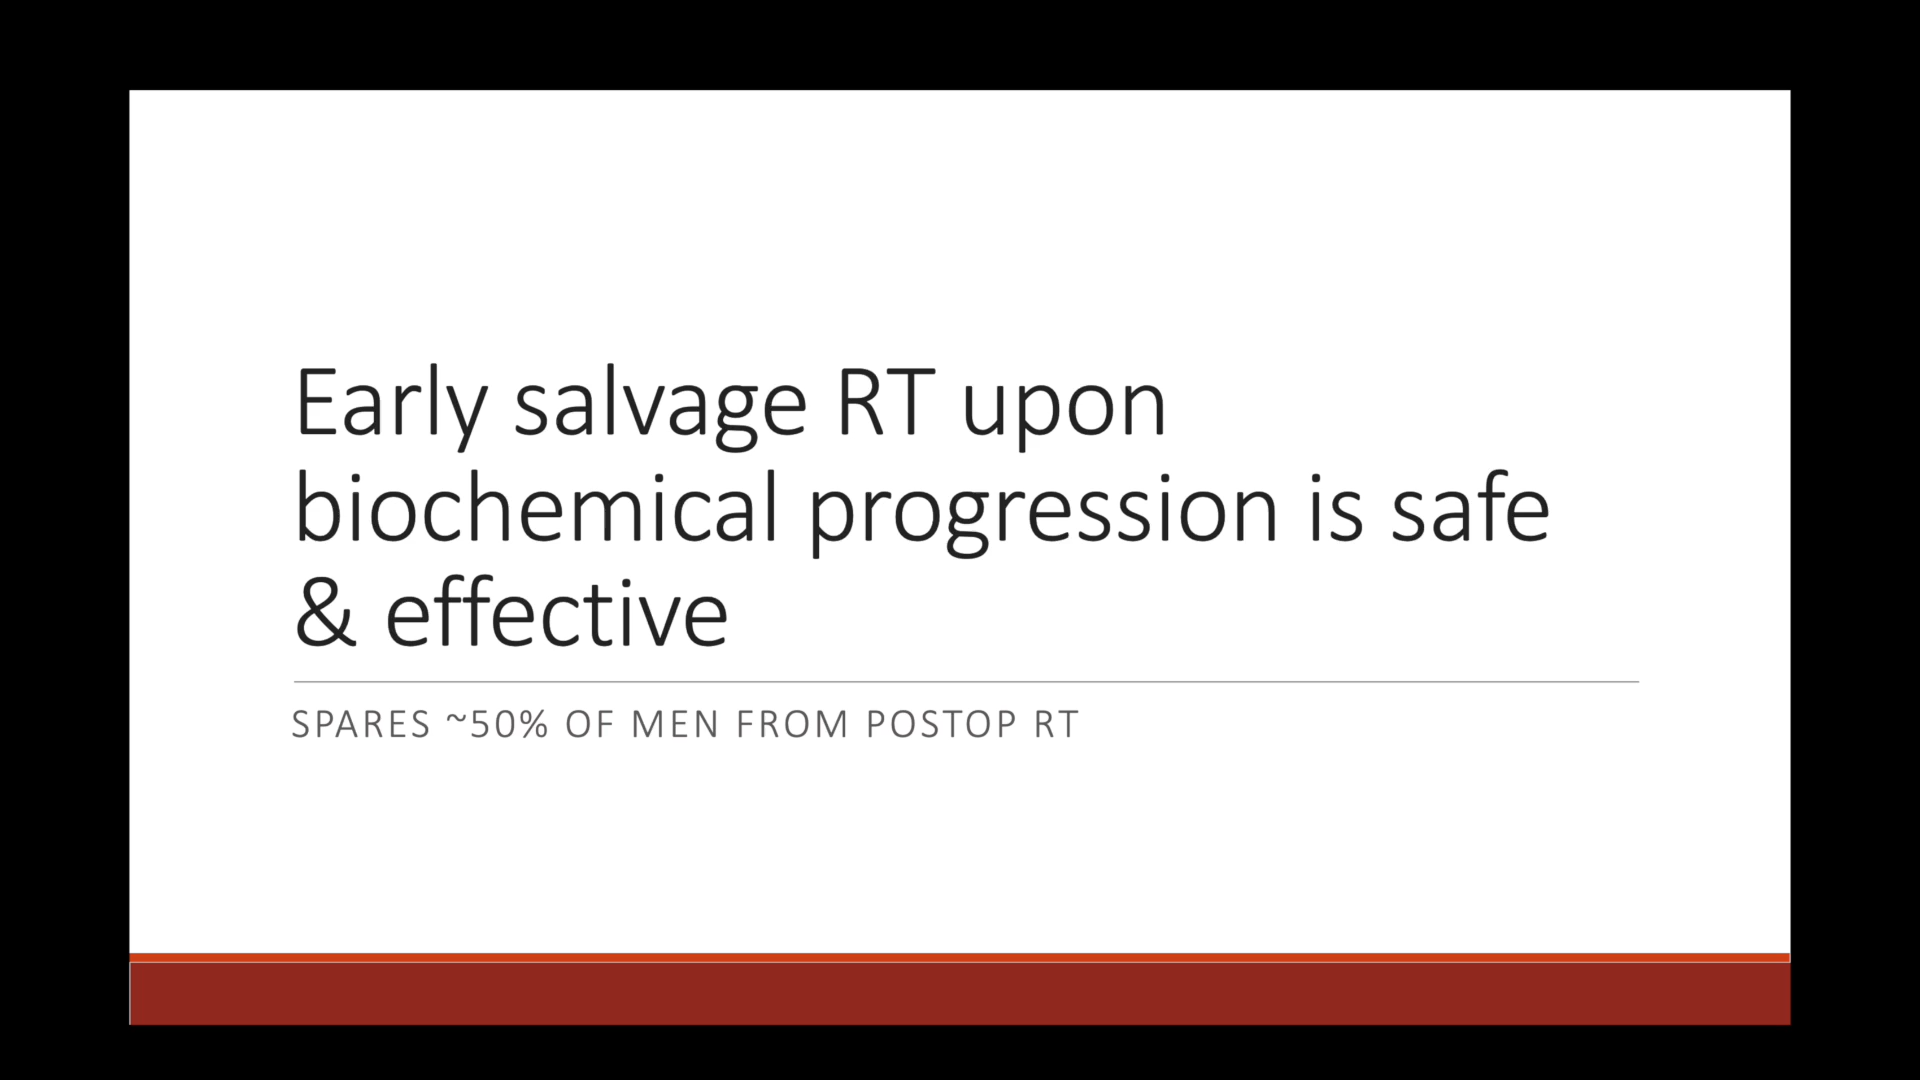 Early salvage RT upon
biochemical progression is safe
& effective
SPARES ~50% OF MEN FROM POSTOP RT